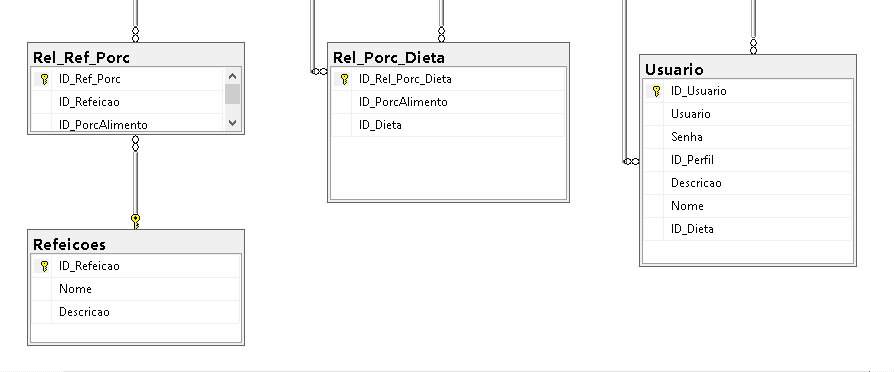 Rel_Ref_Porc
ID_Ref_Porc
ID_Refeicao
ID_PorcAlimento
Rel_Porc_Dieta
ID_Rel_Porc_Dieta
ID_PorcAlimento
ID_Dieta
Usuario
ID_Usuario
Usuario
Senha
ID_Perfil
Descricao
Nome
ID_Dieta
Refeicoes
ID_Refeicao
Nome
Descricao